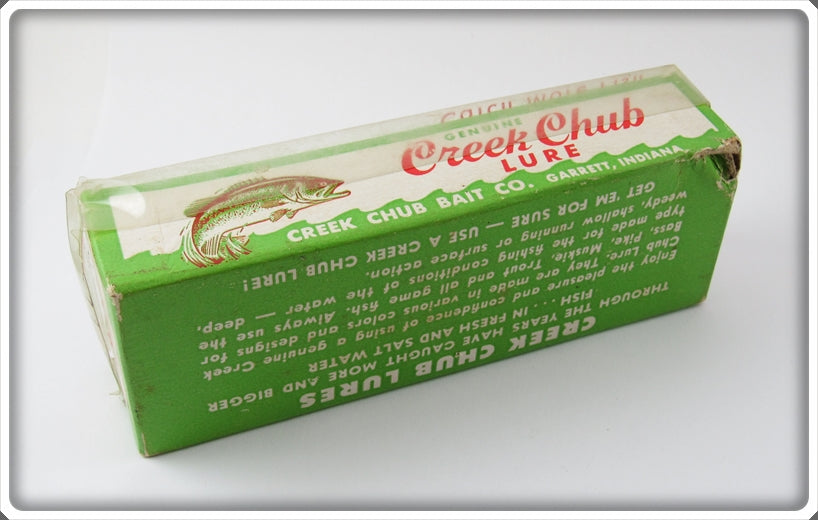 Catch More Fish
GENUINE
Creek Chub
LURE
CREEK CHUB BAIT CO. GARRETT, INDIANA
CREEK CHUB LURES
THROUGH THE YEARS HAVE CAUGHT MORE AND BIGGER
FISH . . . IN FRESH AND SALT WATER
Enjoy the pleasure and confidence of using a genuine Creek
Chub Lure. They are made in various colors and designs for
Bass, Pike, Muskie, Trout and all game fish. Always use the
type made for the fishing conditions of the water — deep,
weedy, shallow, running or surface action.
GET 'EM FOR SURE — USE A CREEK CHUB LURE!